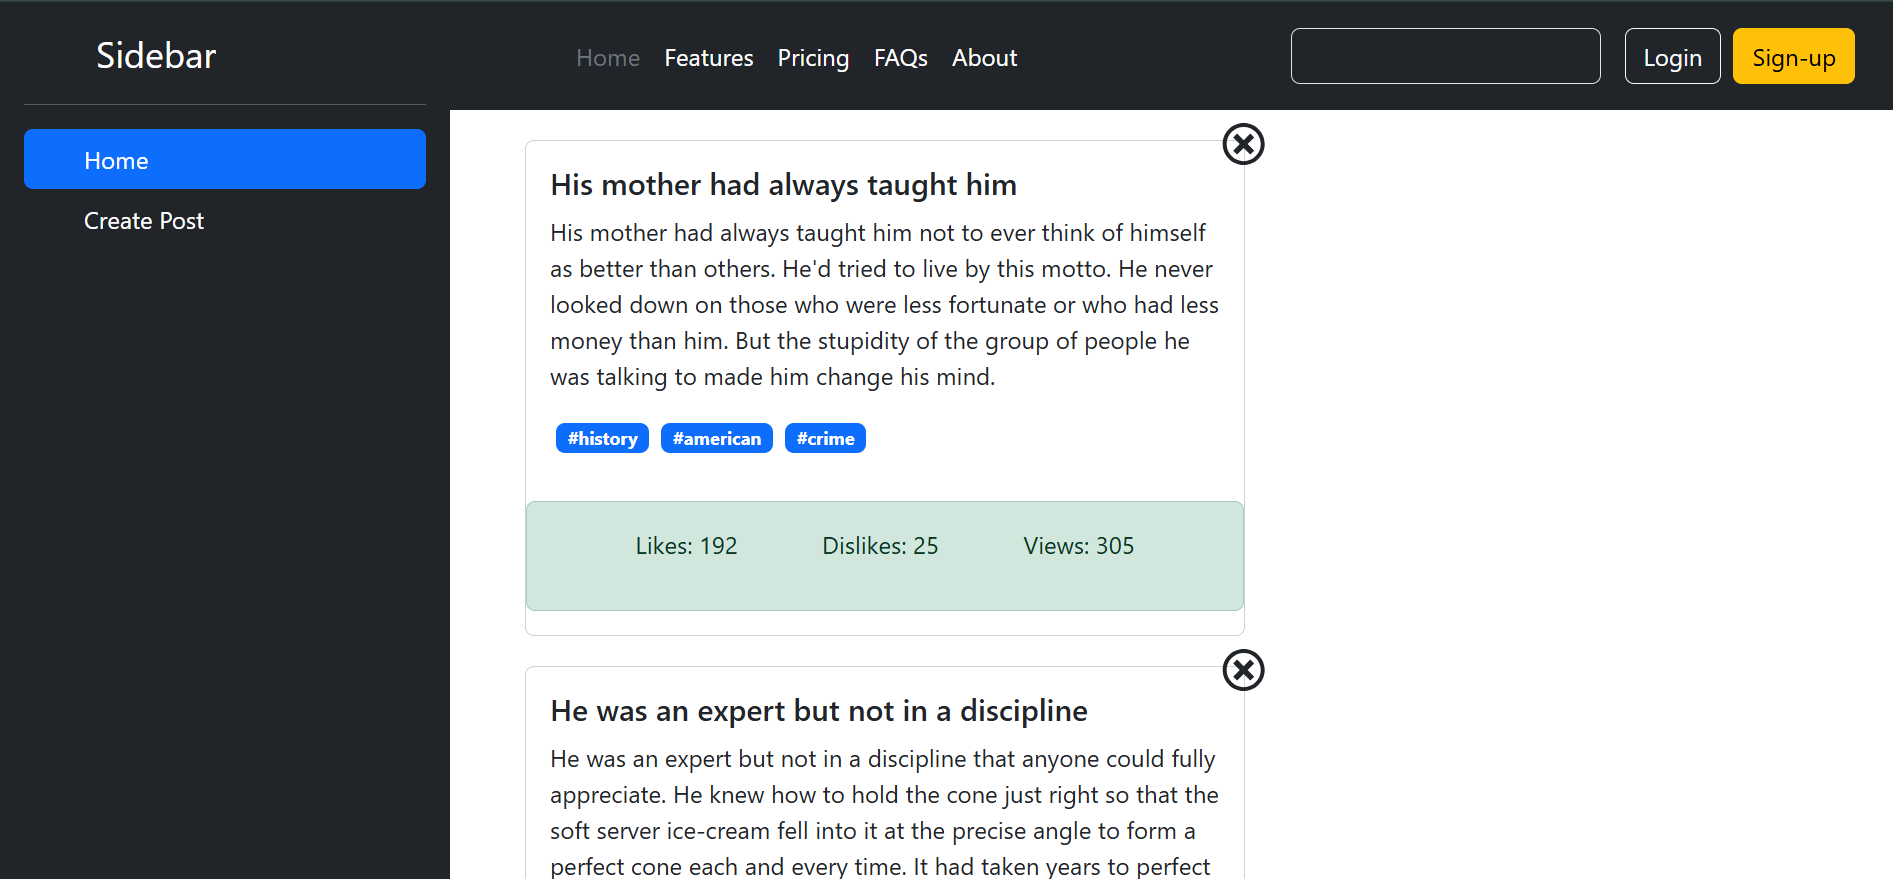 Sidebar
Home
Create Post
Home Features Pricing FAQs About
Login Sign-up
His mother had always taught him
His mother had always taught him not to ever think of himself
as better than others. He'd tried to live by this motto. He never
looked down on those who were less fortunate or who had less
money than him. But the stupidity of the group of people he
was talking to made him change his mind.
#history #american #crime
Likes: 192 Dislikes: 25 Views: 305
He was an expert but not in a discipline
He was an expert but not in a discipline that anyone could fully
appreciate. He knew how to hold the cone just right so that the
soft server ice-cream fell into it at the precise angle to form a
perfect cone each and every time. It had taken years to perfect